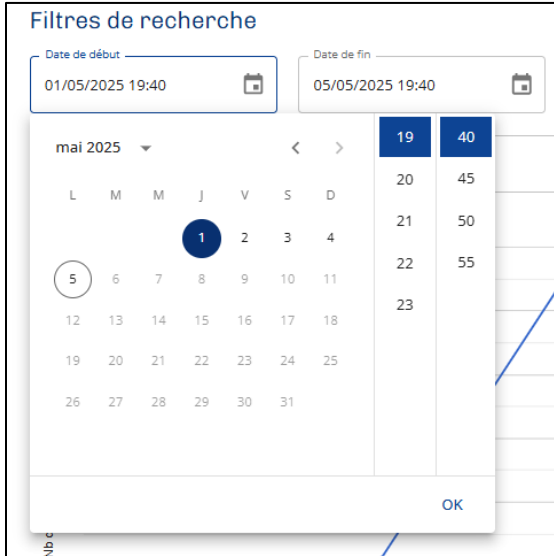 Filtres de recherche
Date de début Date de fin
01/05/2025 19:40 05/05/2025 19:40
mai 2025 19 40
L M M J V S D 20 45
1 2 3 4 21 50
5 6 7 8 9 10 11 22 55
12 13 14 15 16 17 18 23
19 20 21 22 23 24 25
26 27 28 29 30 31
OK